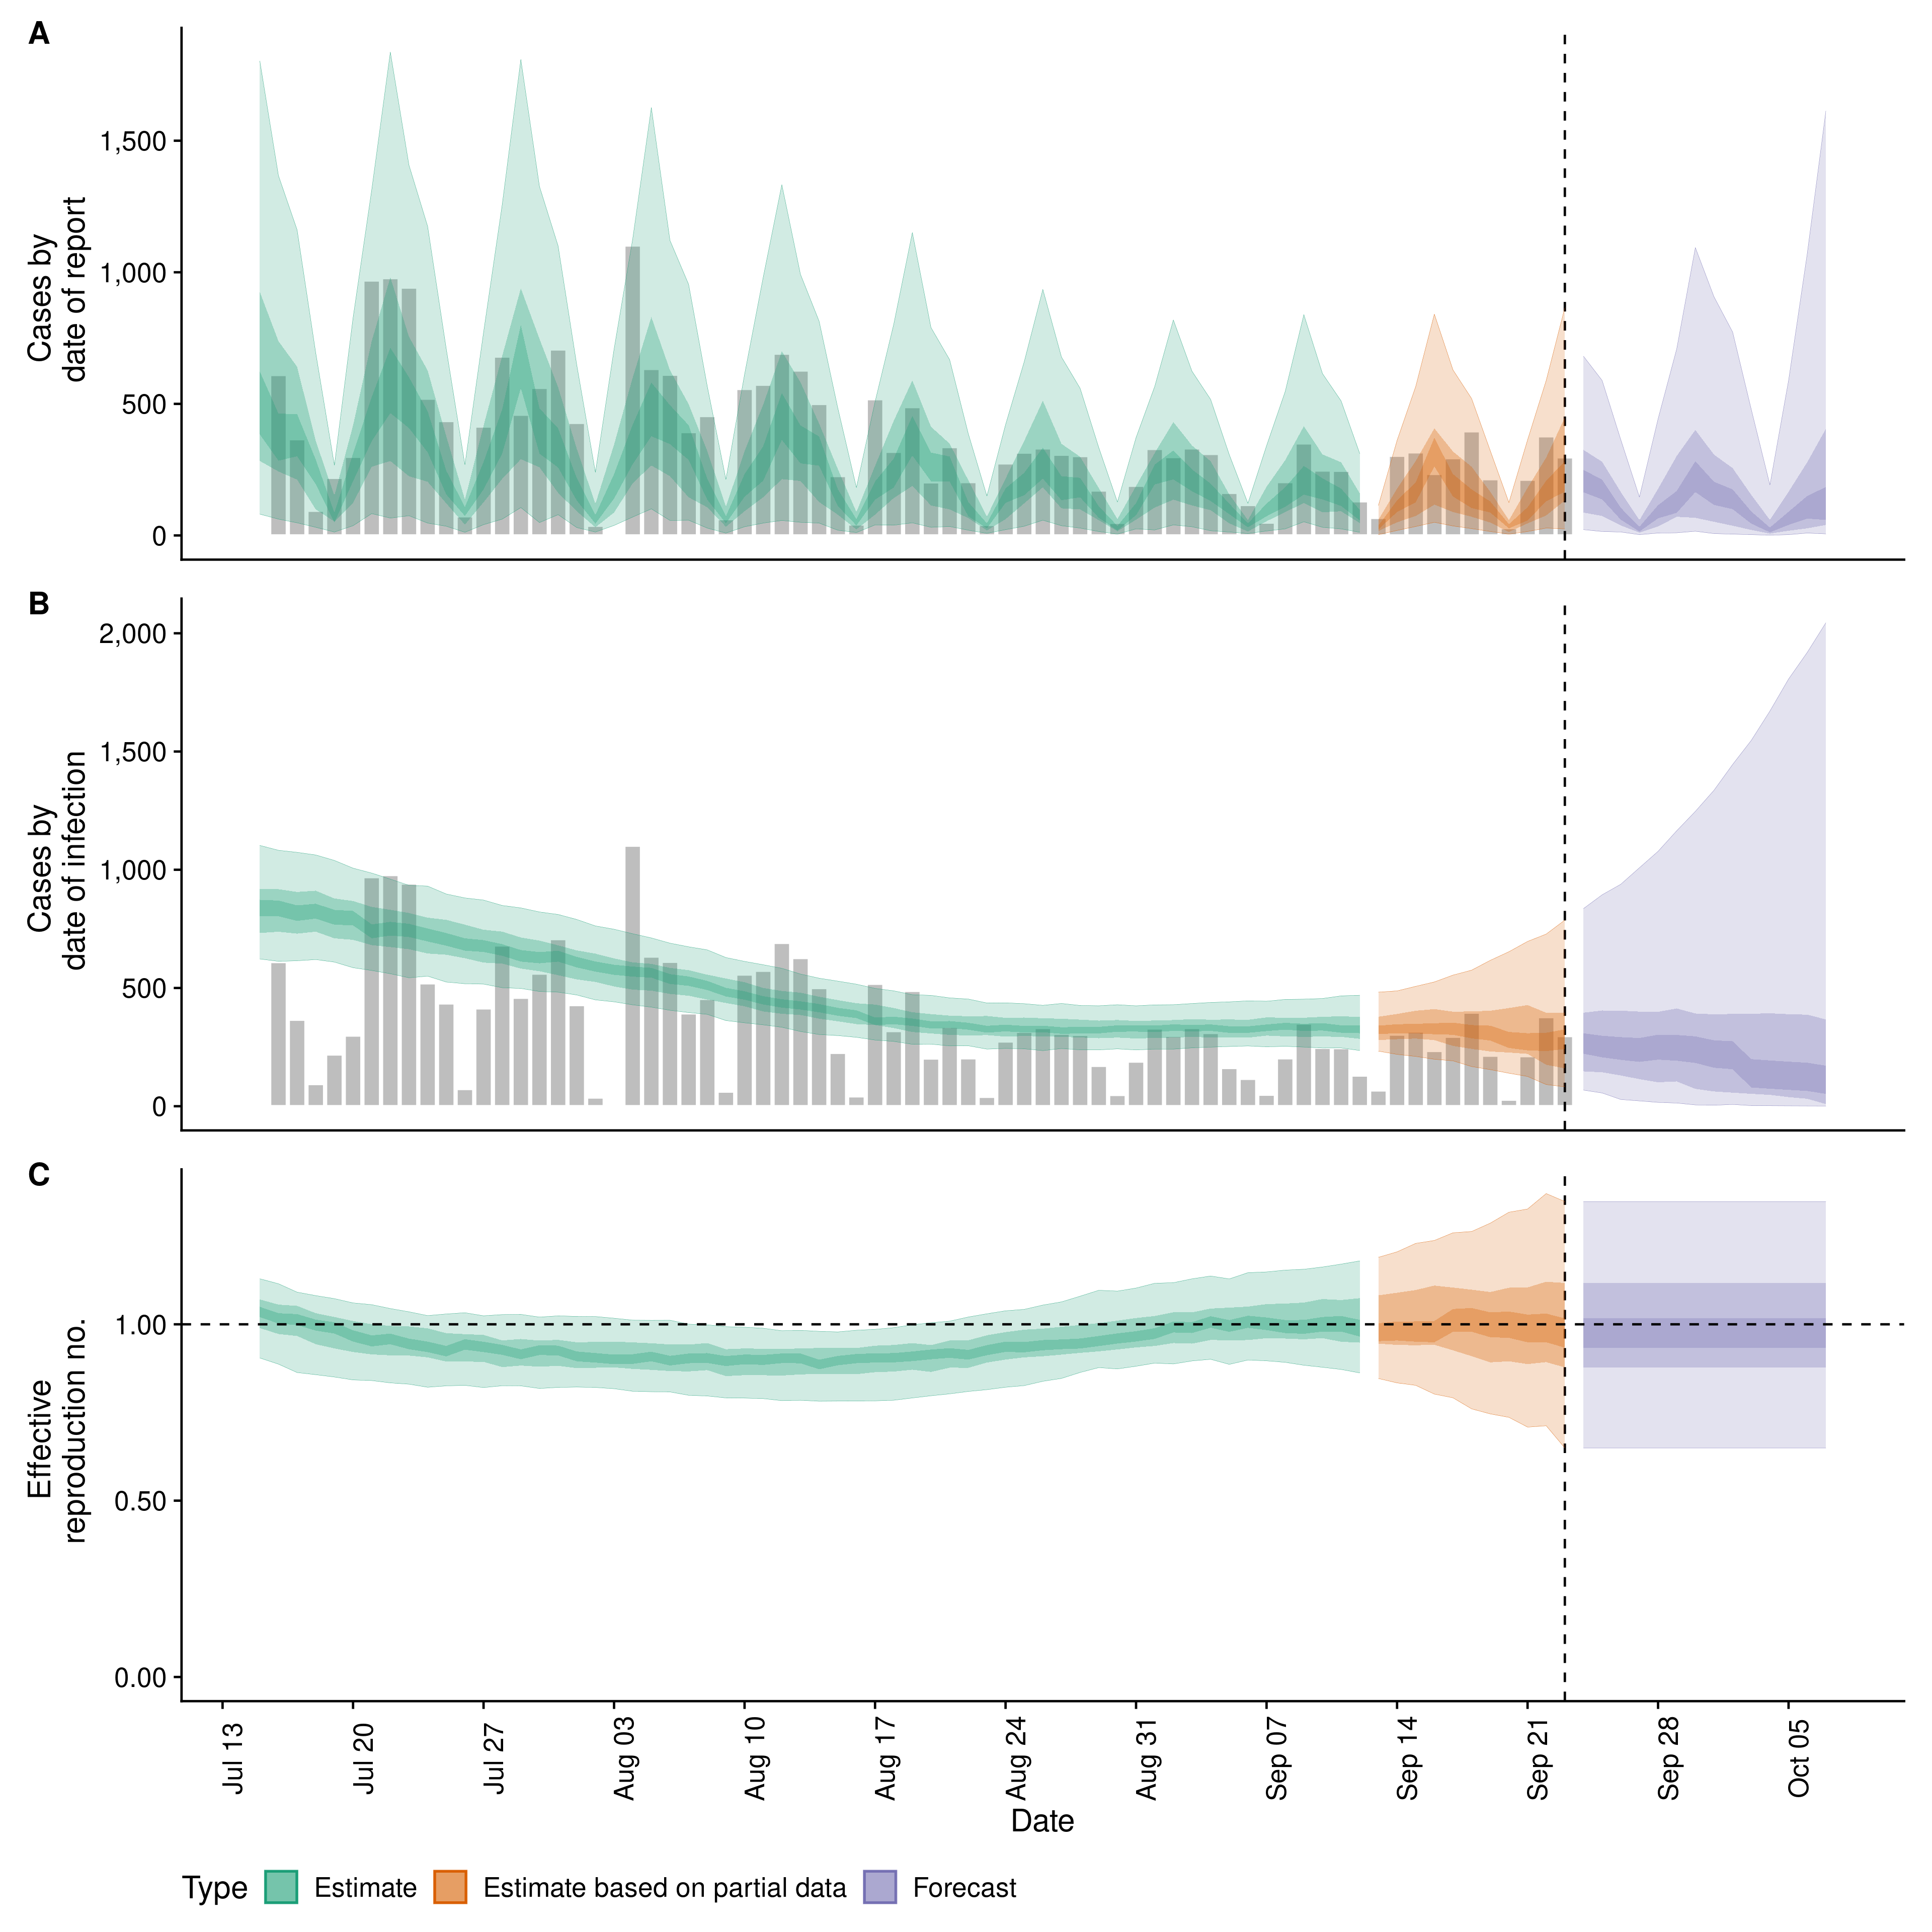 A
Cases by
date of report
1,500
1,000
500
0
B
Cases by
date of infection
2,000
1,500
1,000
500
0
C
Effective
reproduction no.
1.00
0.50
0.00
Jul 13
Jul 20
Jul 27
Aug 03
Aug 10
Aug 17
Aug 24
Aug 31
Sep 07
Sep 14
Sep 21
Sep 28
Oct 05
Date
Type Estimate Estimate based on partial data Forecast